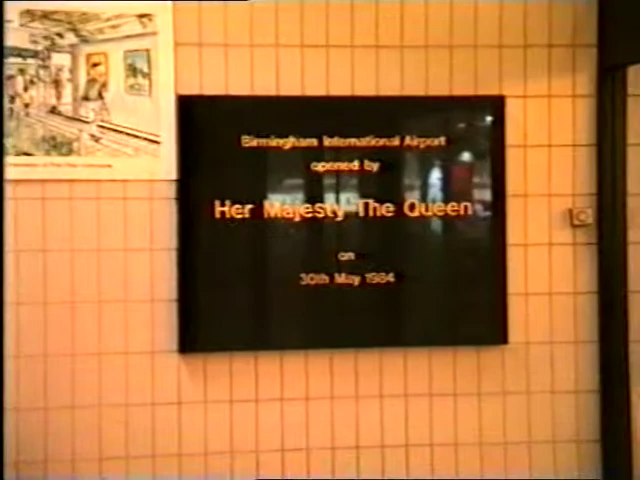 Birmingham International Airport
opened by
Her Majesty The Queen
on
30th May 1984